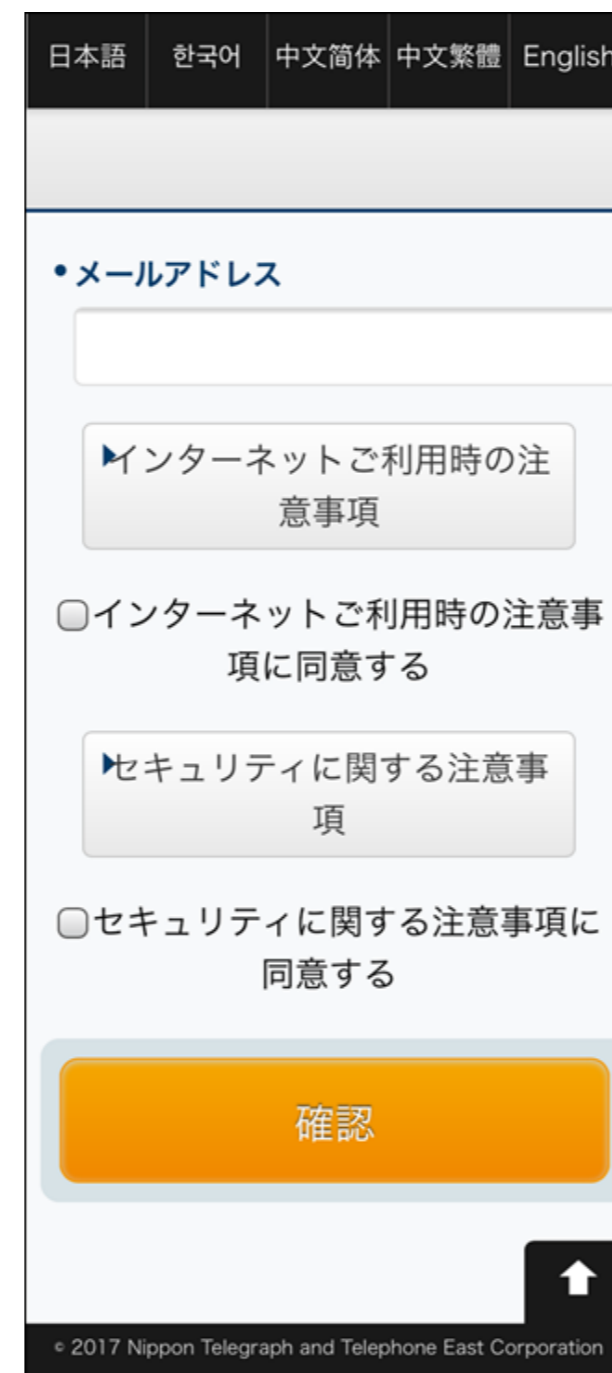 日本語 한국어 中文简体 中文繁體 English
•メールアドレス
インターネットご利用時の注
意事項
インターネットご利用時の注意事
項に同意する
セキュリティに関する注意事
項
セキュリティに関する注意事項に
同意する
確認
© 2017 Nippon Telegraph and Telephone East Corporation